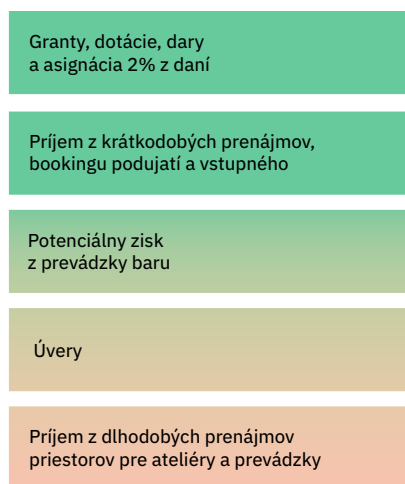 Granty, dotácie, dary
a asignácia 2% z daní
Príjem z krátkodobých prenájmov,
bookingu podujatí a vstupného
Potenciálny zisk
z prevádzky baru
Úvery
Príjem z dlhodobých prenájmov
priestorov pre ateliéry a prevádzky